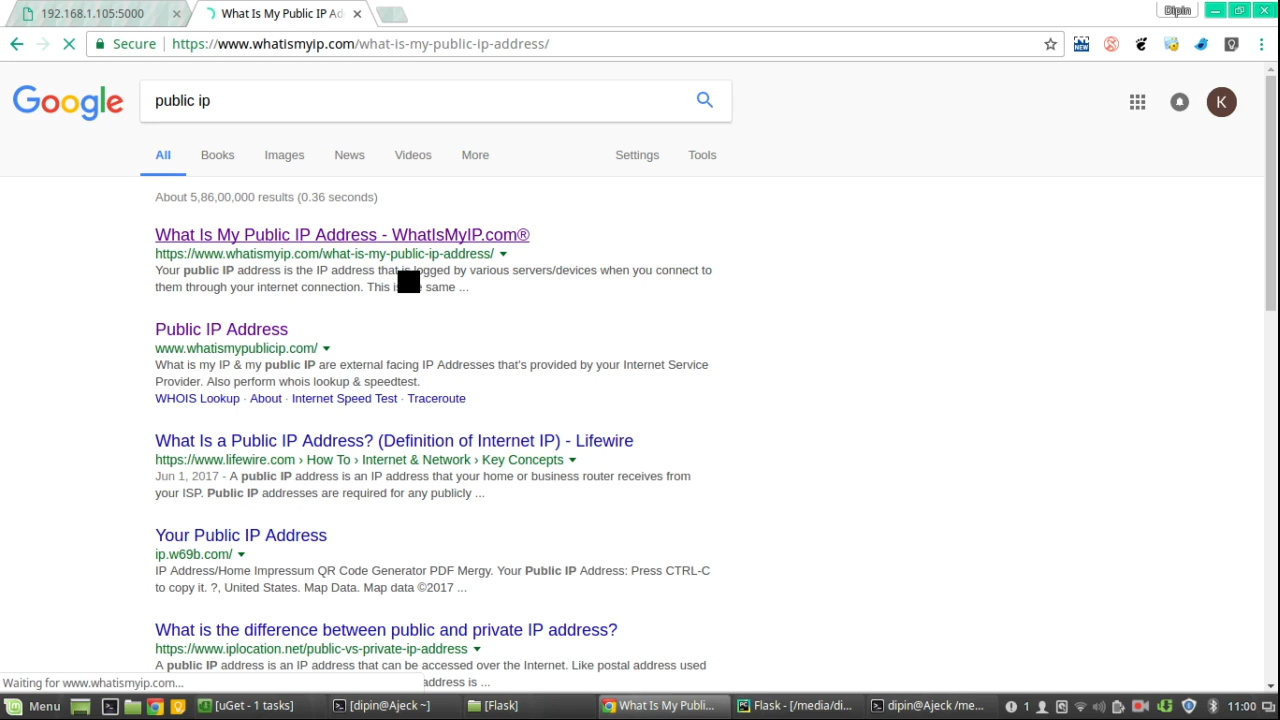 192.168.1.105:5000
What Is My Public IP Ad
Dipin
Secure
https://www.whatismyip.com/what-is-my-public-ip-address/
NEW
Google
public ip
K
All Books Images News Videos More Settings Tools
About 5,86,00,000 results (0.36 seconds)
What Is My Public IP Address - WhatIsMyIP.com®
https://www.whatismyip.com/what-is-my-public-ip-address/
Your public IP address is the IP address that is logged by various servers/devices when you connect to
them through your internet connection. This same ...
Public IP Address
www.whatismypublicip.com/
What is my IP & my public IP are external facing IP Addresses that's provided by your Internet Service
Provider. Also perform whois lookup & speedtest.
WHOIS Lookup · About · Internet Speed Test · Traceroute
What Is a Public IP Address? (Definition of Internet IP) - Lifewire
https://www.lifewire.com › How To › Internet & Network › Key Concepts
Jun 1, 2017 - A public IP address is an IP address that your home or business router receives from
your ISP. Public IP addresses are required for any publicly ...
Your Public IP Address
ip.w69b.com/
IP Address/Home Impressum QR Code Generator PDF Mergy. Your Public IP Address: Press CTRL-C
to copy it. ?, United States. Map Data. Map data ©2017 ...
What is the difference between public and private IP address?
https://www.iplocation.net/public-vs-private-ip-address
A public IP address is an IP address that can be accessed over the Internet. Like postal address used
address is ...
Waiting for www.whatismyip.com...
Menu [uGet - 1 tasks] [dipin@Ajeck ~] [Flask] What Is My Publi... Flask - [/media/di... dipin@Ajeck /me... 1 11:00